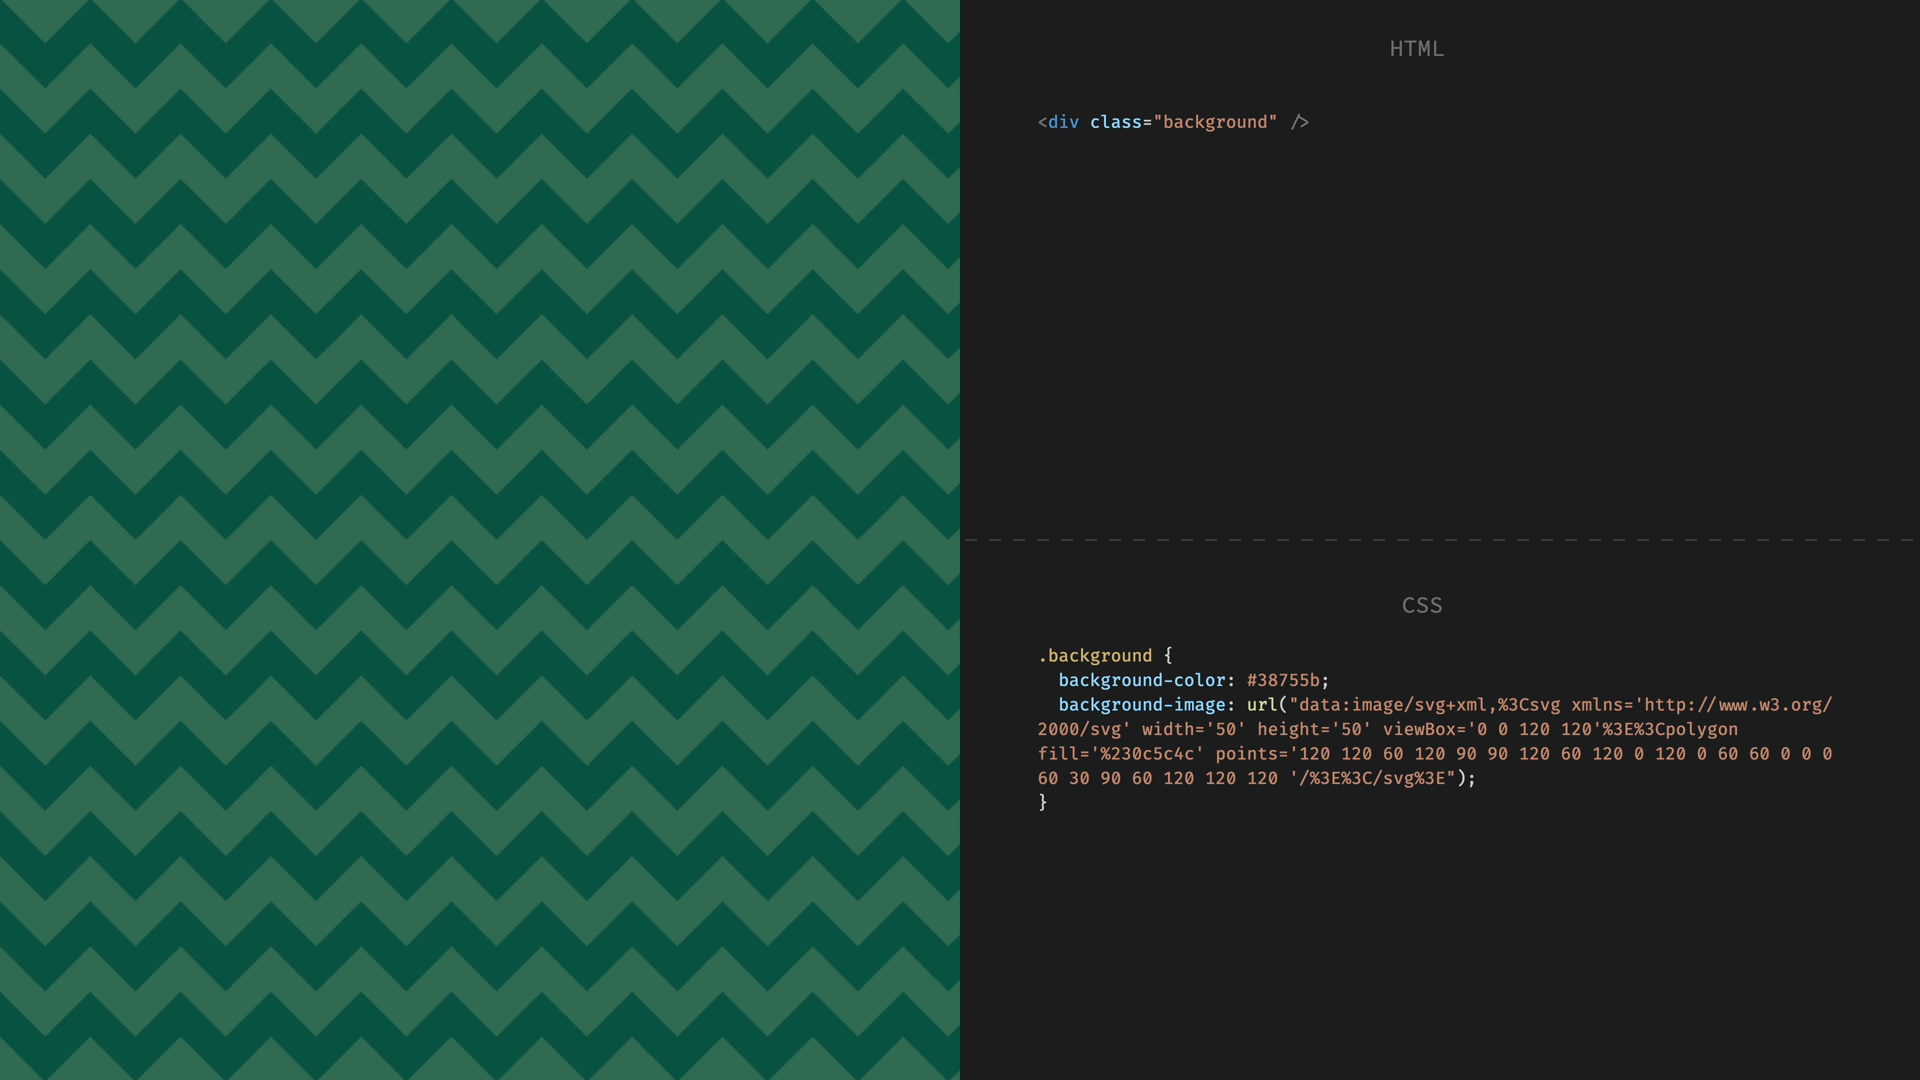 HTML
<div class="background" />
CSS
.background {
  background-color: #38755b;
  background-image: url("data:image/svg+xml,%3Csvg xmlns='http://www.w3.org/
2000/svg' width='50' height='50' viewBox='0 0 120 120'%3E%3Cpolygon
fill='%230c5c4c' points='120 120 60 120 90 90 120 60 120 0 120 0 60 60 0 0 0
60 30 90 60 120 120 120 '/%3E%3C/svg%3E");
}